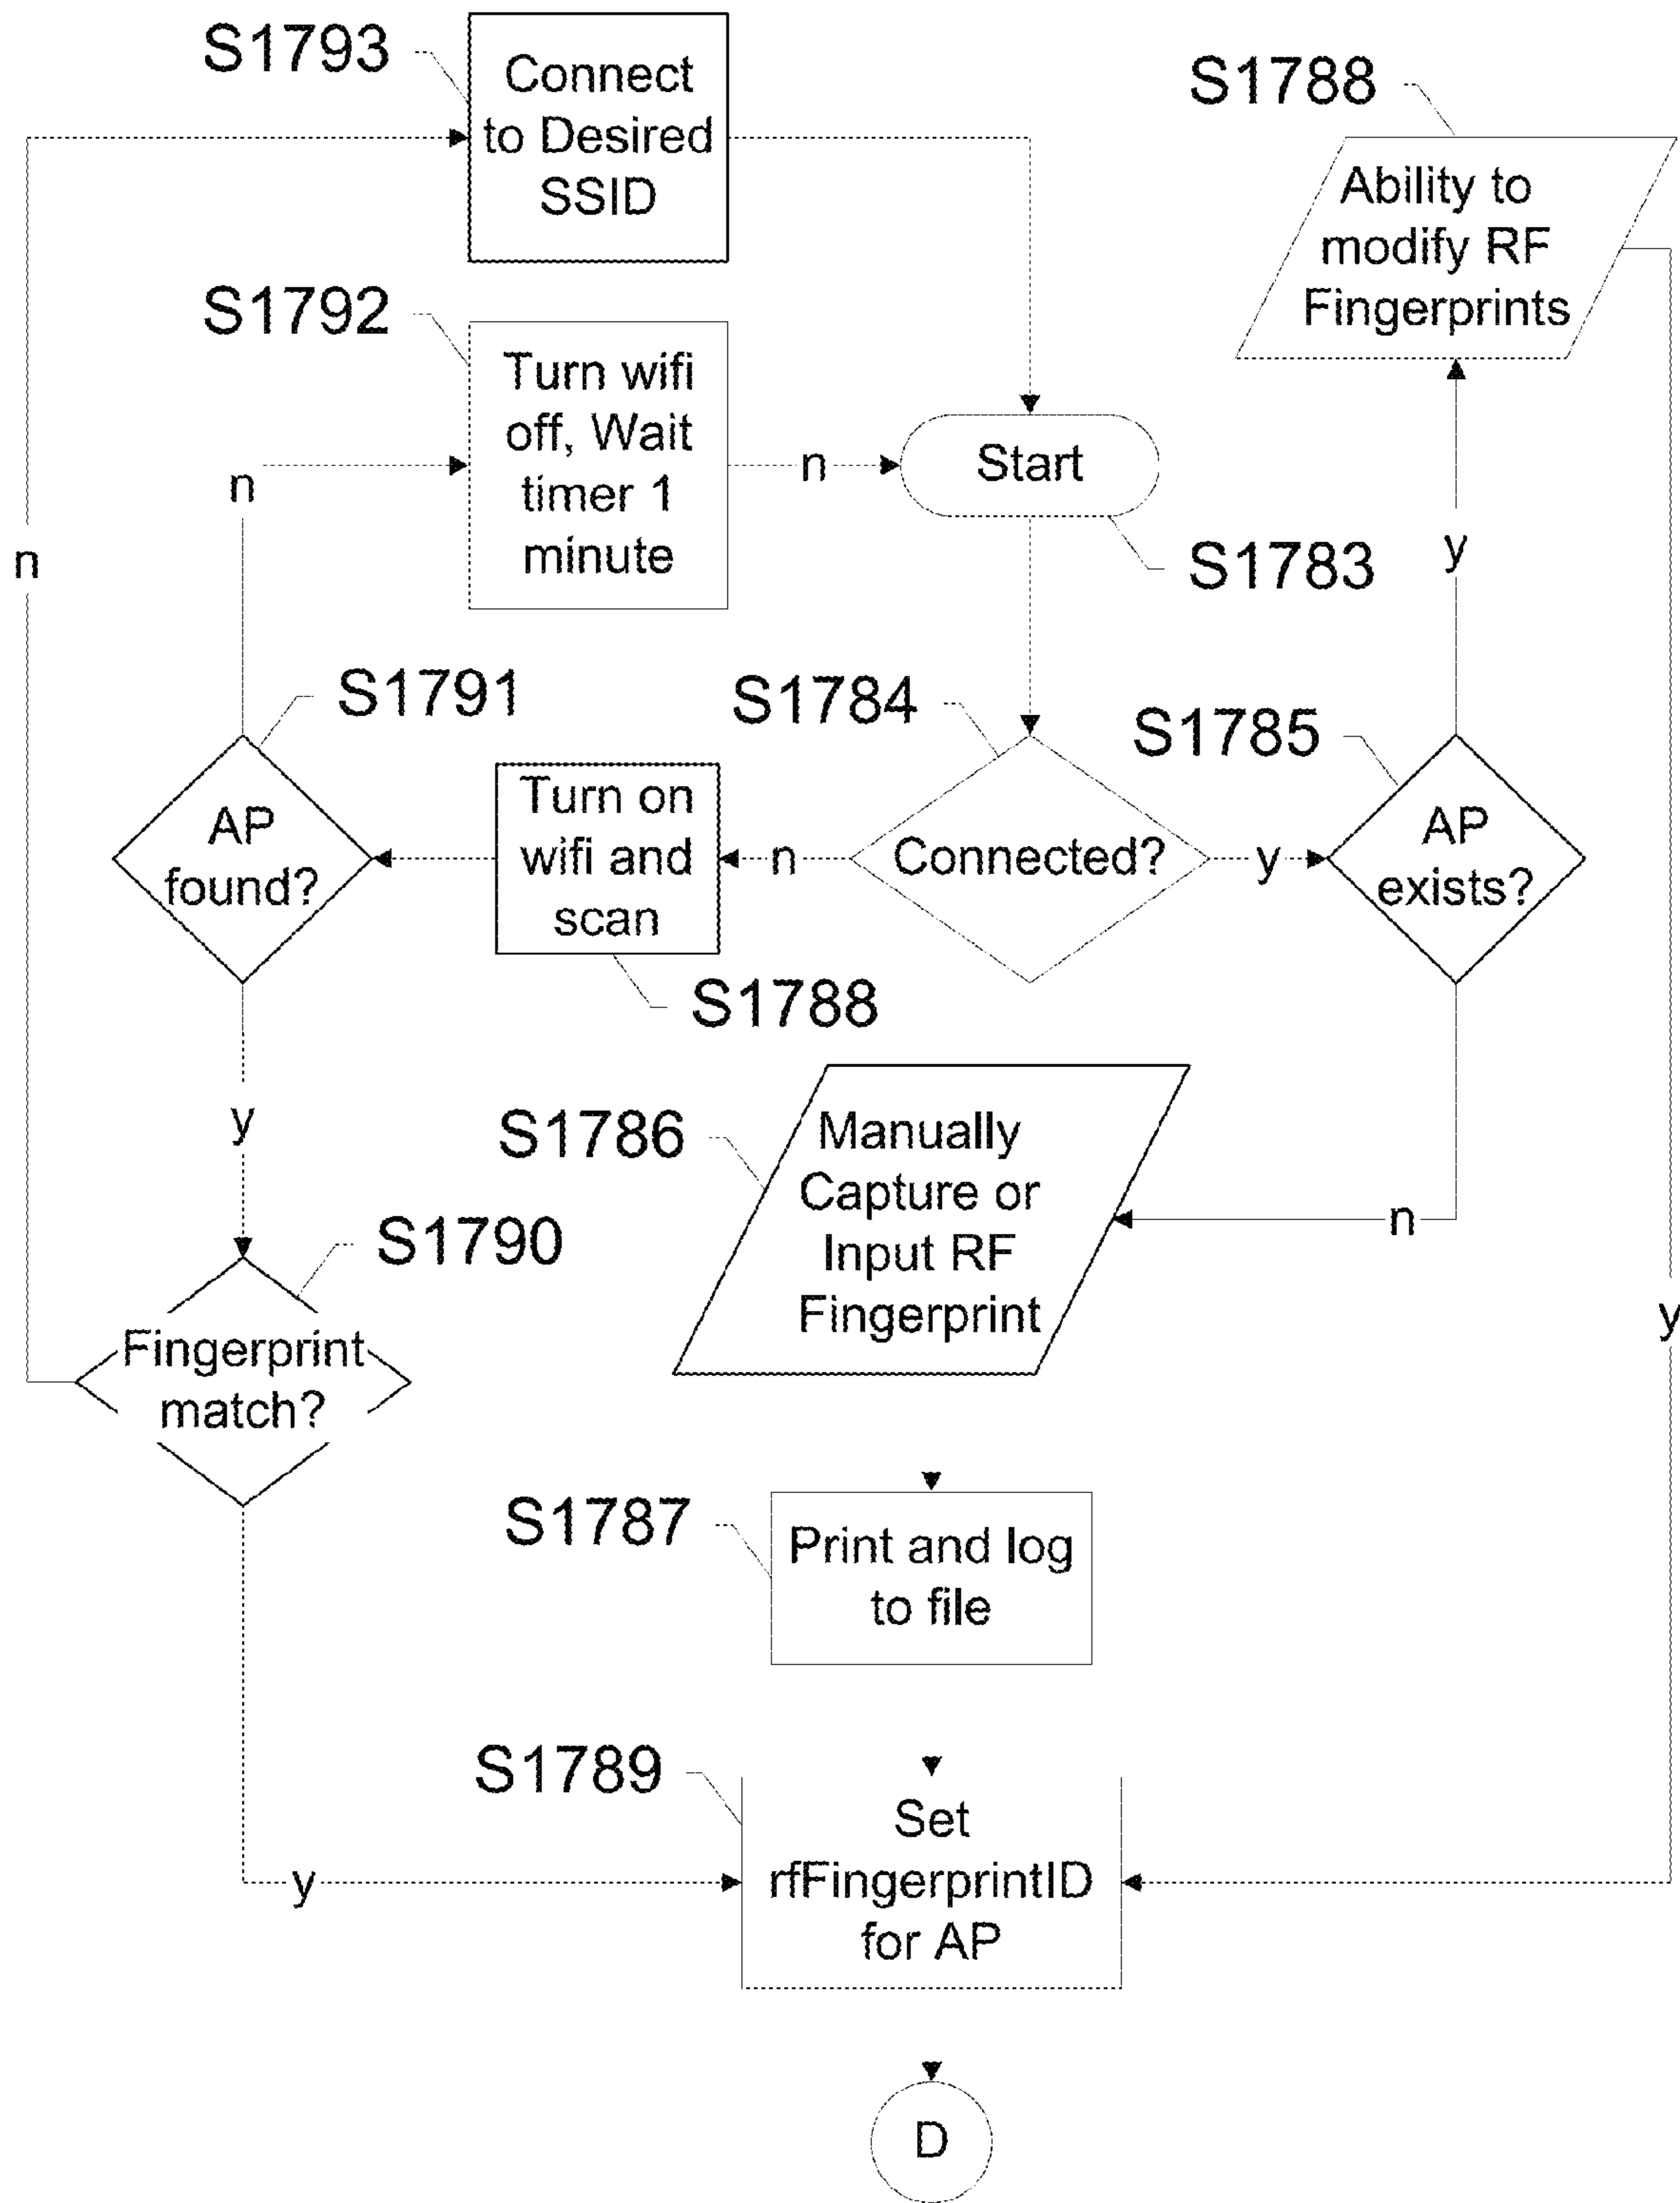 S1793
Connect
to Desired
SSID
S1788
Ability to
modify RF
Fingerprints
S1792
Turn wifi
off, Wait
timer 1
minute
n
n
Start
S1783
y
n
S1791
S1784
S1785
AP
found?
Turn on
wifi and
scan
n
Connected?
y
AP
exists?
S1788
y
S1786
Manually
Capture or
Input RF
Fingerprint
n
S1790
Fingerprint
match?
y
S1787
Print and log
to file
S1789
Set
rfFingerprintID
for AP
y
D